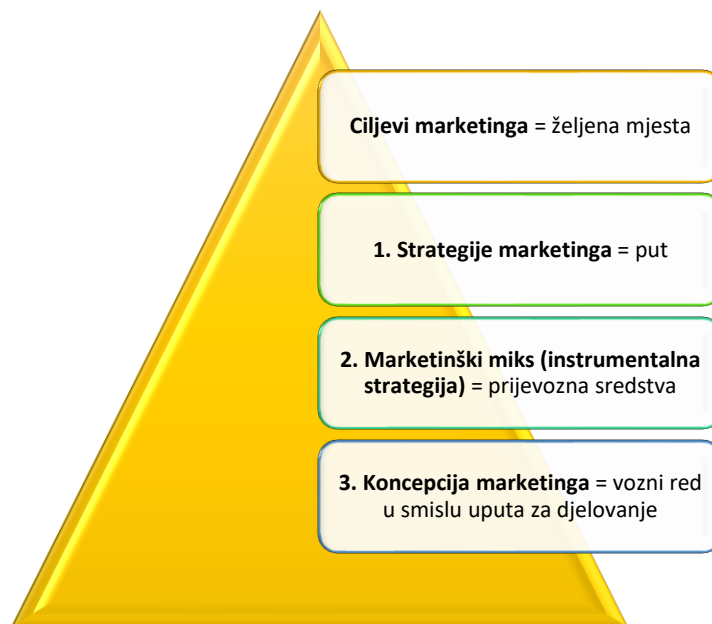 Ciljevi marketinga = željena mjesta
1. Strategije marketinga = put
2. Marketinški miks (instrumentalna
strategija) = prijevozna sredstva
3. Koncepcija marketinga = vozni red
u smislu uputa za djelovanje